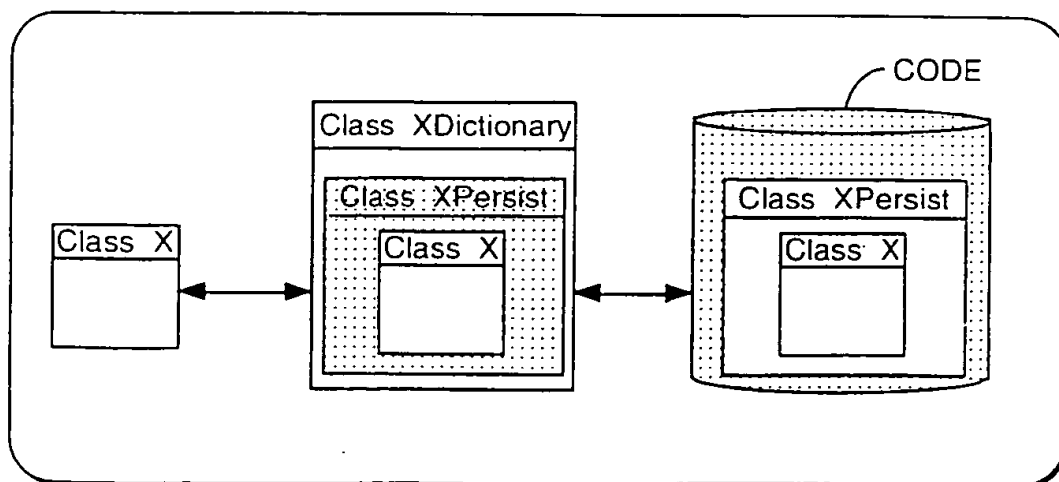 CODE
Class XDictionary
Class XPersist
Class XPersist
Class X
Class X
Class X